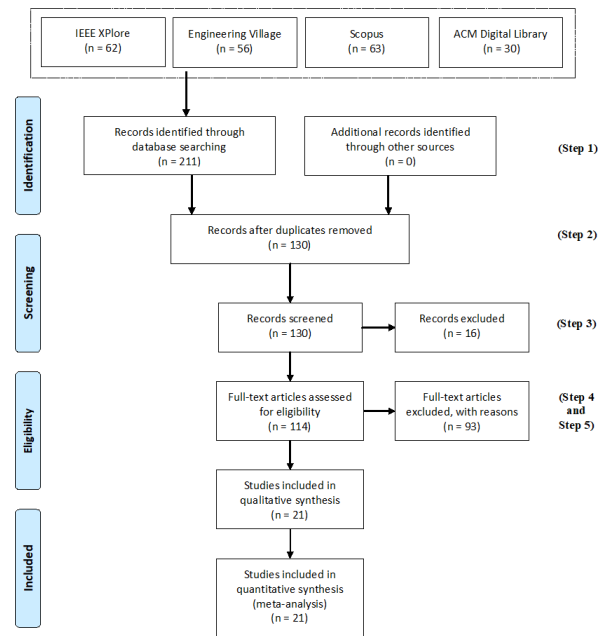 IEEE XPlore
(n = 62)
Engineering Village
(n = 56)
Scopus
(n = 63)
ACM Digital Library
(n = 30)
Identification
Records identified through
database searching
(n = 211)
Additional records identified
through other sources
(n = 0)
(Step 1)
Records after duplicates removed
(n = 130)
(Step 2)
Screening
Records screened
(n = 130)
Records excluded
(n = 16)
(Step 3)
Eligibility
Full-text articles assessed
for eligibility
(n = 114)
Full-text articles
excluded, with reasons
(n = 93)
(Step 4
and
Step 5)
Studies included in
qualitative synthesis
(n = 21)
Included
Studies included in
quantitative synthesis
(meta-analysis)
(n = 21)